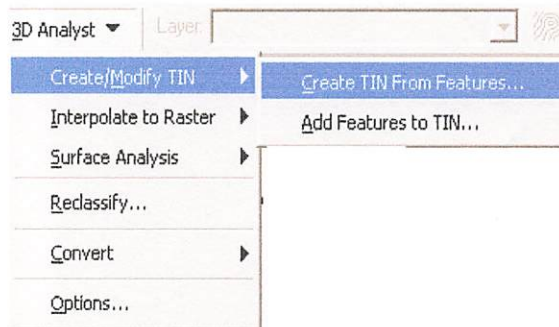 3D Analyst Layer:
Create/Modify TIN Create TIN From Features...
Interpolate to Raster Add Features to TIN...
Surface Analysis
Reclassify...
Convert
Options...